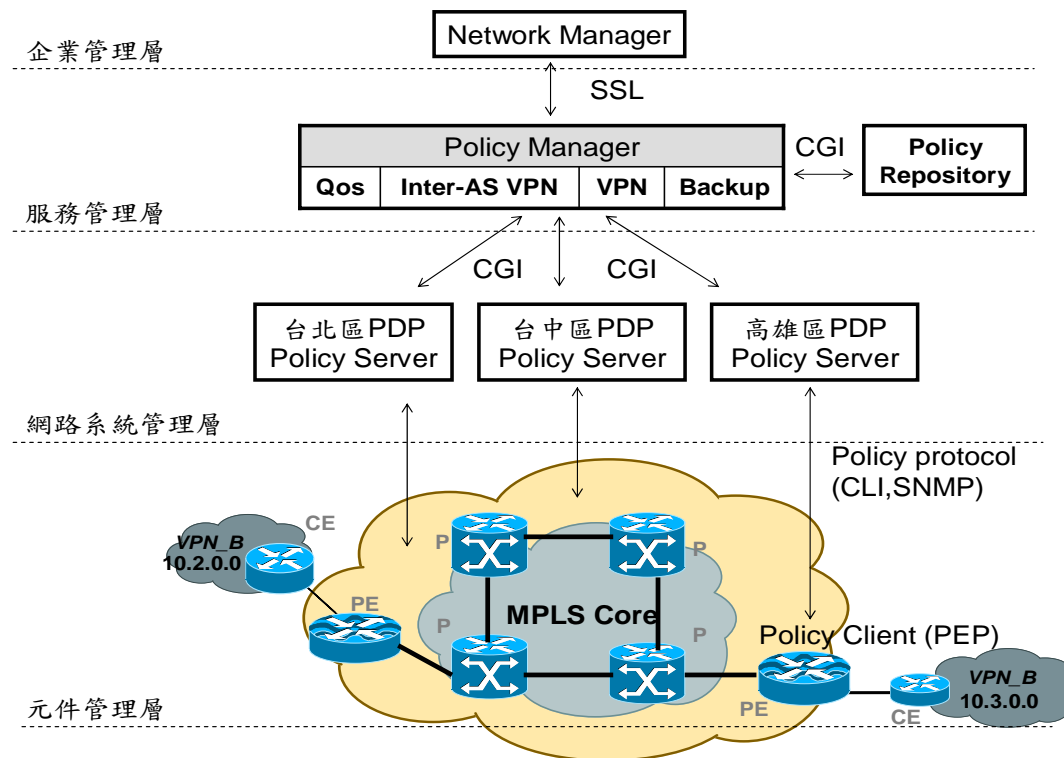 Network Manager
企業管理層
SSL
Policy Manager
CGI
Policy
Repository
Qos Inter-AS VPN VPN Backup
服務管理層
CGI CGI
台北區PDP
Policy Server
台中區PDP
Policy Server
高雄區PDP
Policy Server
網路系統管理層
Policy protocol
(CLI,SNMP)
CE
VPN_B
10.2.0.0
P
P
PE
MPLS Core
P
P
Policy Client (PEP)
VPN_B
10.3.0.0
PE
CE
元件管理層